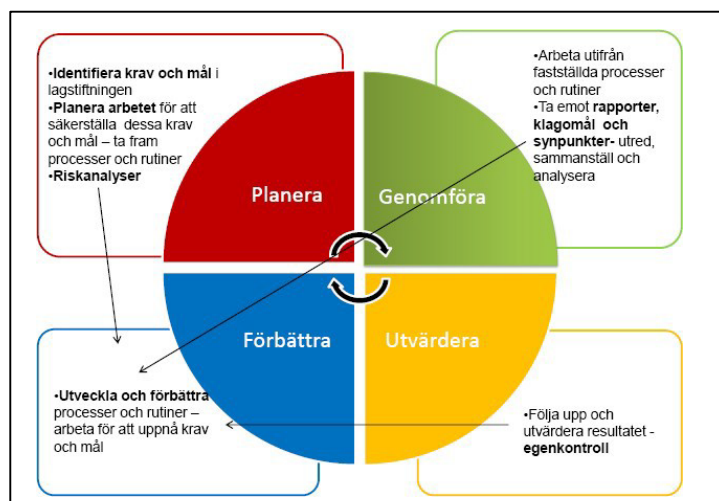 •Identifiera krav och mål i
lagstiftningen
•Planera arbetet för att
säkerställa dessa krav
och mål – ta fram
processer och rutiner
•Riskanalyser
Planera
•Arbeta utifrån
fastställda processer
och rutiner
•Ta emot rapporter,
klagomål och
synpunkter- utred,
sammanställ och
analysera
Genomföra
Förbättra
•Utveckla och förbättra
processer och rutiner –
arbeta för att uppnå krav
och mål
Utvärdera
•Följa upp och
utvärdera resultatet -
egenkontroll